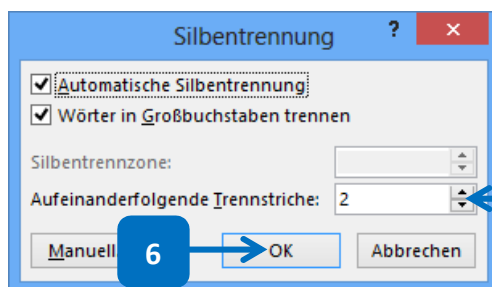 Silbentrennung ?
Automatische Silbentrennung
Wörter in Großbuchstaben trennen
Silbentrennzone:
Aufeinanderfolgende Trennstriche: 2
Manuell 6 OK Abbrechen